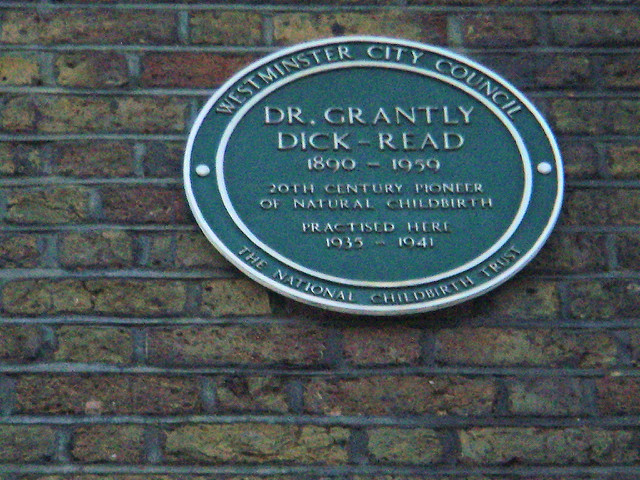 WESTMINSTER CITY COUNCIL
DR. GRANTLY
DICK-READ
1890 - 1959
20TH CENTURY PIONEER
OF NATURAL CHILDBIRTH
PRACTISED HERE
1935 - 1941
THE NATIONAL CHILDBIRTH TRUST